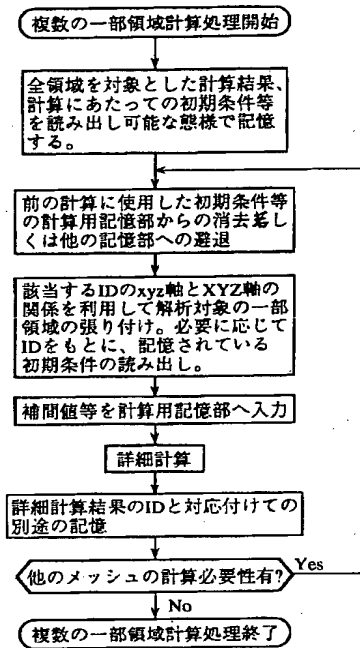 複数の一部領域計算処理開始
全領域を対象とした計算結果、
計算にあたっての初期条件等
を読み出し可能な態様で記憶
する。
前の計算に使用した初期条件等
の計算用記憶部からの消去若し
くは他の記憶部への避退
該当するIDのxyz軸とXYZ軸の
関係を利用して解析対象の一部
領域の張り付け。必要に応じて
IDをもとに、記憶されている
初期条件の読み出し。
補間値等を計算用記憶部へ入力
詳細計算
詳細計算結果のIDと対応付けての
別途の記憶
他のメッシュの計算必要性有?
Yes
No
複数の一部領域計算処理終了